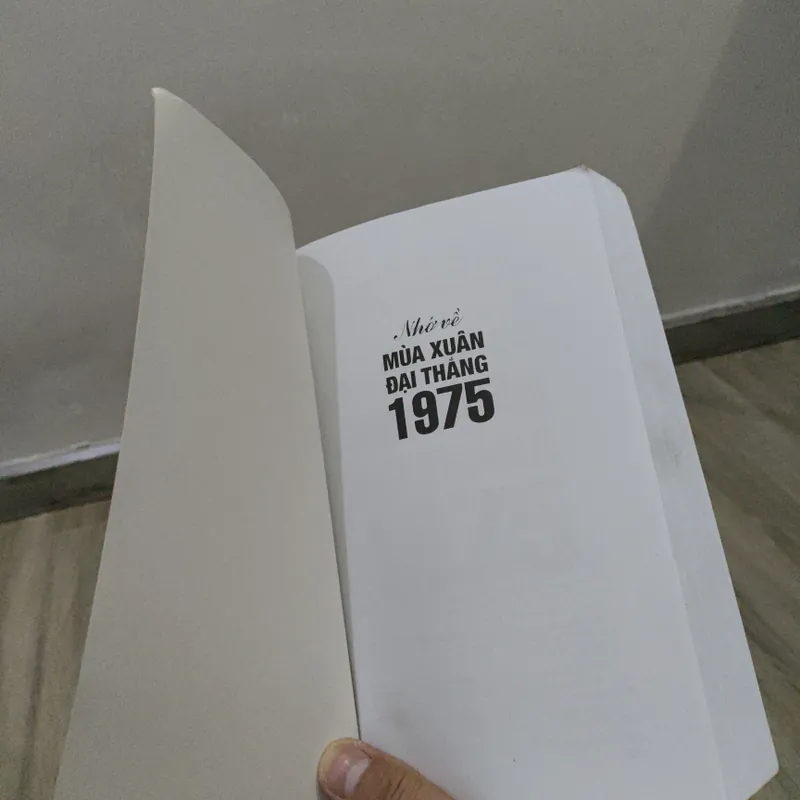 Nhớ về
MÙA XUÂN
ĐẠI THẮNG
1975